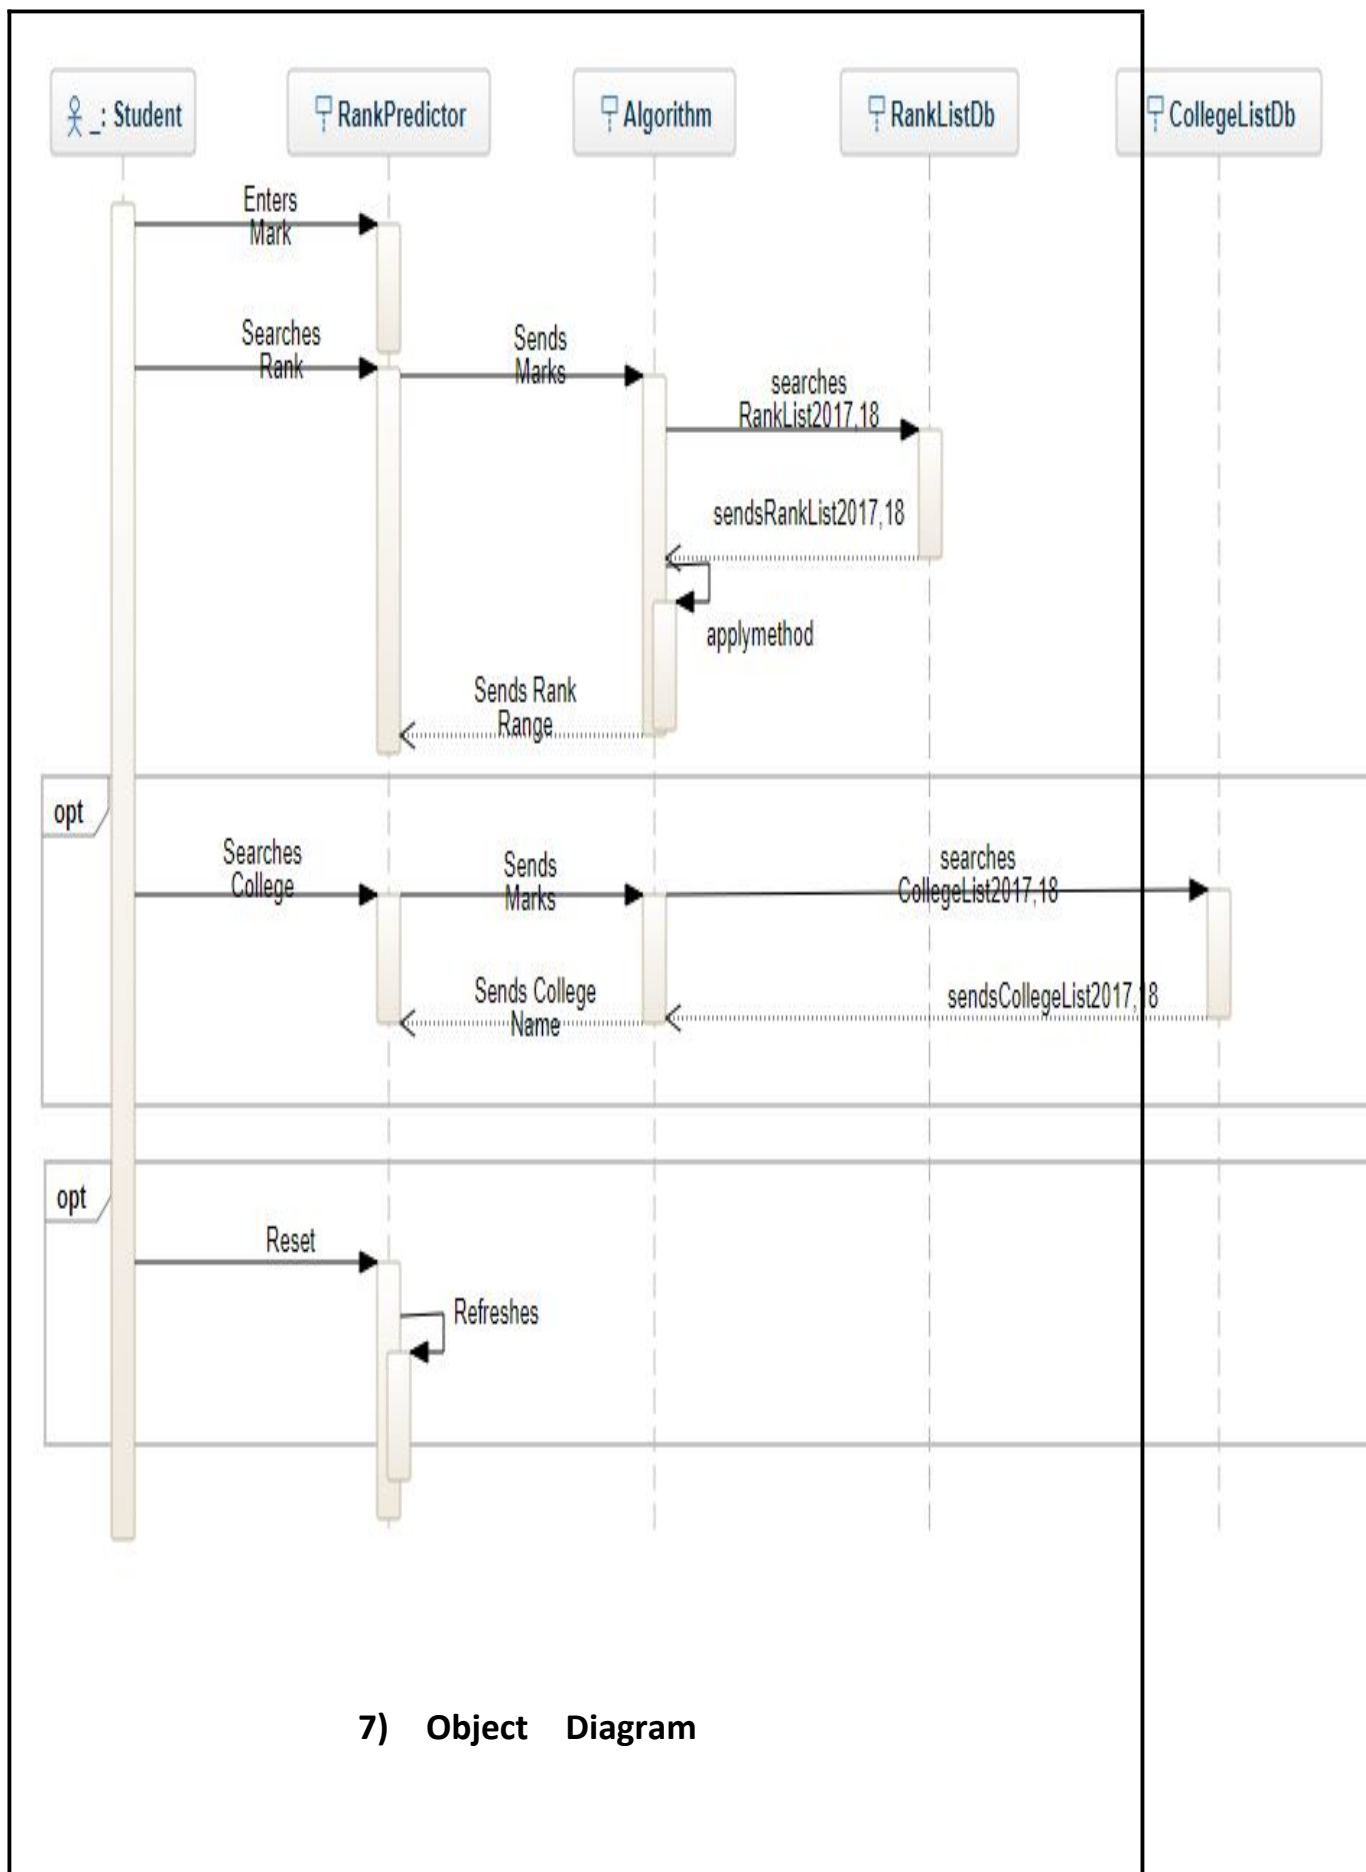 _: Student
RankPredictor
Algorithm
RankListDb
CollegeListDb
Enters
Mark
Searches
Rank
Sends
Marks
searches
RankList2017,18
sendsRankList2017,18
applymethod
Sends Rank
Range
opt
Searches
College
Sends
Marks
searches
CollegeList2017,18
Sends College
Name
sendsCollegeList2017,18
opt
Reset
Refreshes
7) Object Diagram